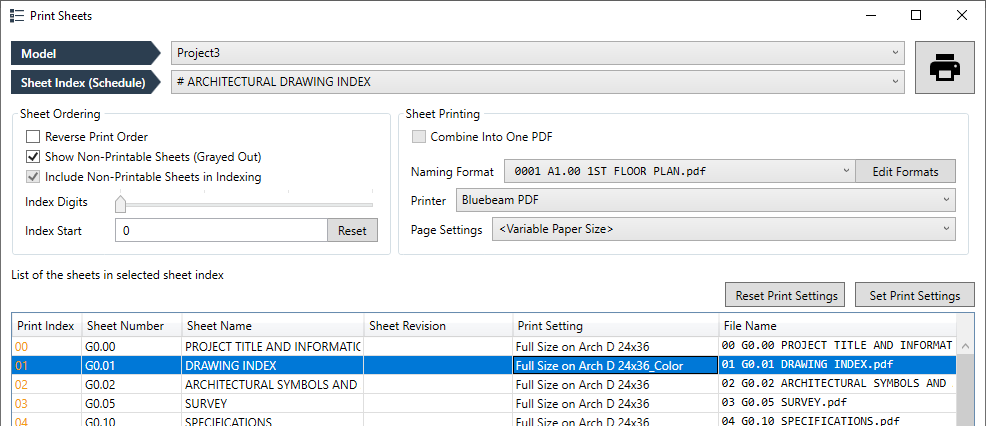 Print Sheets
Model
Project3
Sheet Index (Schedule)
# ARCHITECTURAL DRAWING INDEX
Sheet Ordering
Reverse Print Order
Show Non-Printable Sheets (Grayed Out)
Include Non-Printable Sheets in Indexing
Index Digits
Index Start
0
Reset
Sheet Printing
Combine Into One PDF
Naming Format
0001 A1.00 1ST FLOOR PLAN.pdf
Edit Formats
Printer
Bluebeam PDF
Page Settings
<Variable Paper Size>
List of the sheets in selected sheet index
Reset Print Settings
Set Print Settings
Print Index Sheet Number Sheet Name Sheet Revision Print Setting File Name
00 G0.00 PROJECT TITLE AND INFORMATIC Full Size on Arch D 24x36 00 G0.00 PROJECT TITLE AND INFORMAT
01 G0.01 DRAWING INDEX Full Size on Arch D 24x36_Color 01 G0.01 DRAWING INDEX.pdf
02 G0.02 ARCHITECTURAL SYMBOLS AND Full Size on Arch D 24x36 02 G0.02 ARCHITECTURAL SYMBOLS AND
03 G0.05 SURVEY Full Size on Arch D 24x36 03 G0.05 SURVEY.pdf
04 G0.10 SPECIFICATIONS Full Size on Arch D 24x36 04 G0.10 SPECIFICATIONS.pdf